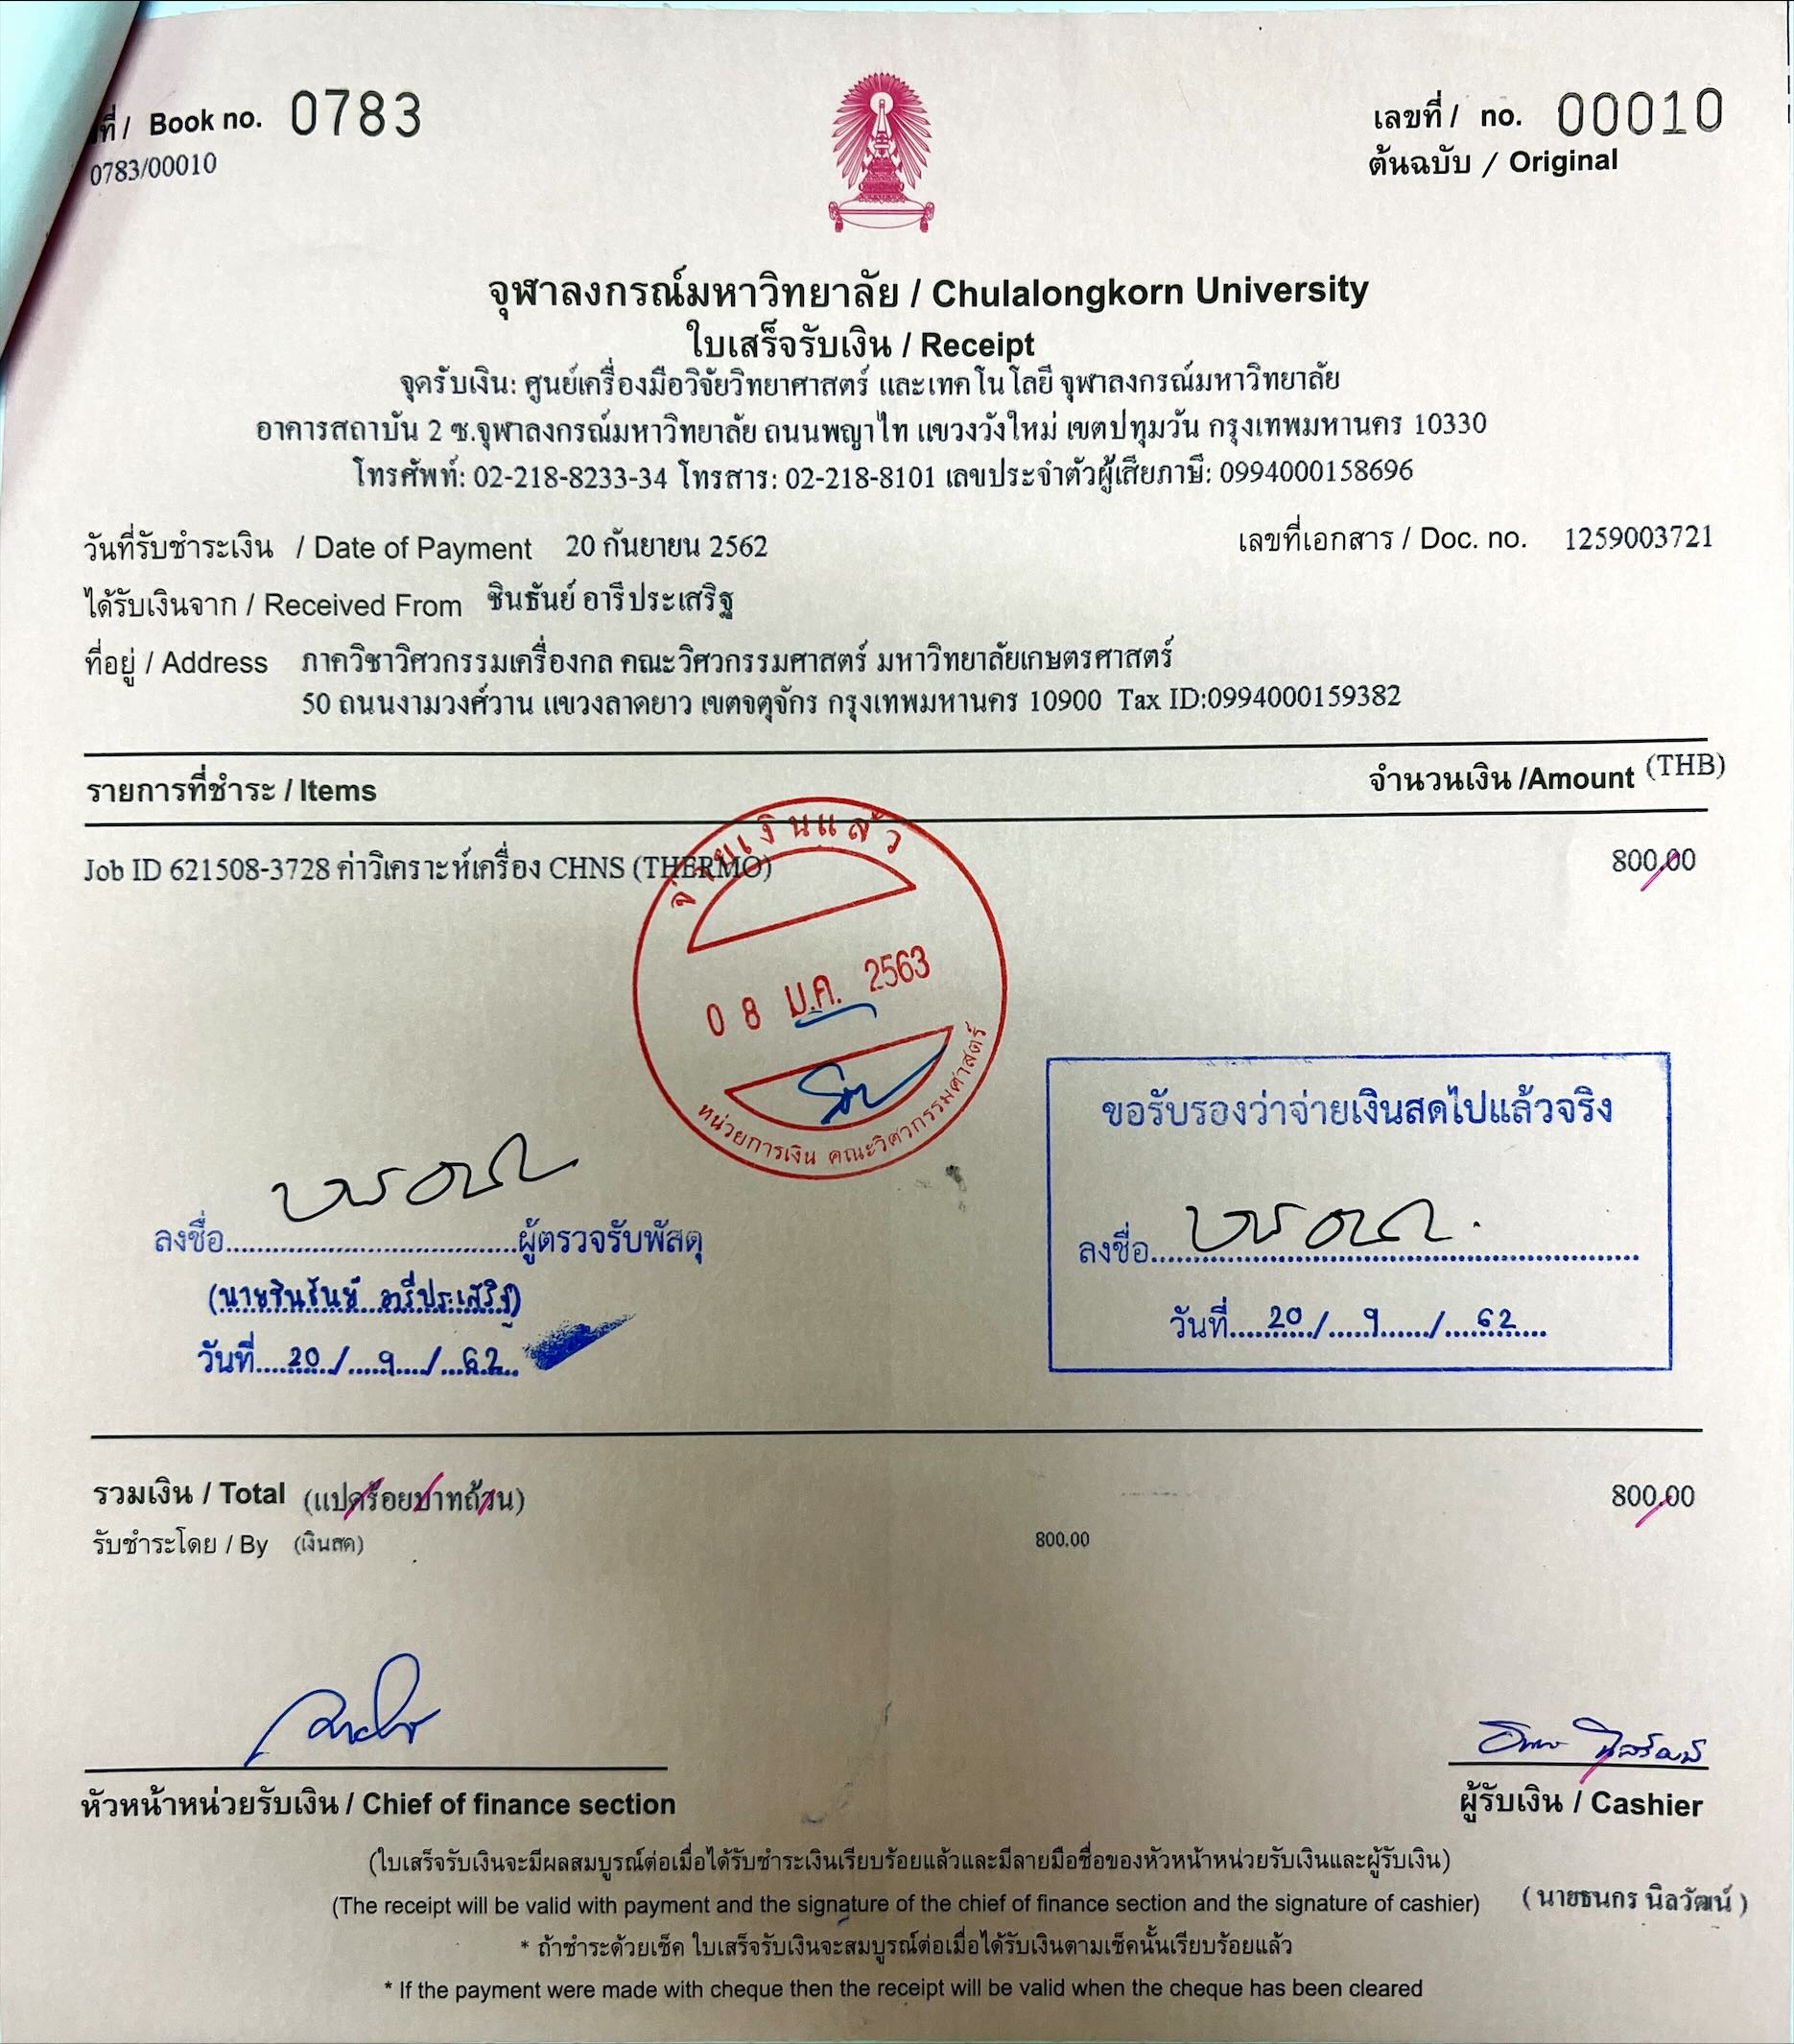 ที่ / Book no. 0783
เลขที่ / no. 00010
0783/00010
ต้นฉบับ / Original
จุฬาลงกรณ์มหาวิทยาลัย / Chulalongkorn University
ใบเสร็จรับเงิน / Receipt
จุดรับเงิน: ศูนย์เครื่องมือวิจัยวิทยาศาสตร์ และเทคโนโลยี จุฬาลงกรณ์มหาวิทยาลัย
อาคารสถาบัน 2 ซ.จุฬาลงกรณ์มหาวิทยาลัย ถนนพญาไท แขวงวังใหม่ เขตปทุมวัน กรุงเทพมหานคร 10330
โทรศัพท์: 02-218-8233-34 โทรสาร: 02-218-8101 เลขประจำตัวผู้เสียภาษี: 0994000158696
วันที่รับชำระเงิน / Date of Payment 20 กันยายน 2562
เลขที่เอกสาร / Doc. no. 1259003721
ได้รับเงินจาก / Received From ชินธันย์ อารีประเสริฐ
ที่อยู่ / Address ภาควิชาวิศวกรรมเครื่องกล คณะวิศวกรรมศาสตร์ มหาวิทยาลัยเกษตรศาสตร์
50 ถนนงามวงศ์วาน แขวงลาดยาว เขตจตุจักร กรุงเทพมหานคร 10900 Tax ID:0994000159382
รายการที่ชำระ / Items
จำนวนเงิน /Amount (THB)
Job ID 621508-3728 ค่าวิเคราะห์เครื่อง CHNS (THERMO)
800.00
จ่ายเงินแล้ว
08 ม.ค. 2563
หน่วยการเงิน คณะวิศวกรรมศาสตร์
ขอรับรองว่าจ่ายเงินสดไปแล้วจริง
ลงชื่อ
วันที่ 20 / 9 / 62
ลงชื่อ ผู้ตรวจรับพัสดุ
(นายชินธันย์ อารีประเสริฐ)
วันที่ 20 / 9 / 62
รวมเงิน / Total (แปดร้อยบาทถ้วน)
800.00
รับชำระโดย / By (เงินสด)
800.00
หัวหน้าหน่วยรับเงิน / Chief of finance section
ผู้รับเงิน / Cashier
(ใบเสร็จรับเงินจะมีผลสมบูรณ์ต่อเมื่อได้รับชำระเงินเรียบร้อยแล้วและมีลายมือชื่อของหัวหน้าหน่วยรับเงินและผู้รับเงิน)
(The receipt will be valid with payment and the signature of the chief of finance section and the signature of cashier)
(นายธนกร นิลวัฒน์)
* ถ้าชำระด้วยเช็ค ใบเสร็จรับเงินจะสมบูรณ์ต่อเมื่อได้รับเงินตามเช็คนั้นเรียบร้อยแล้ว
* If the payment were made with cheque then the receipt will be valid when the cheque has been cleared